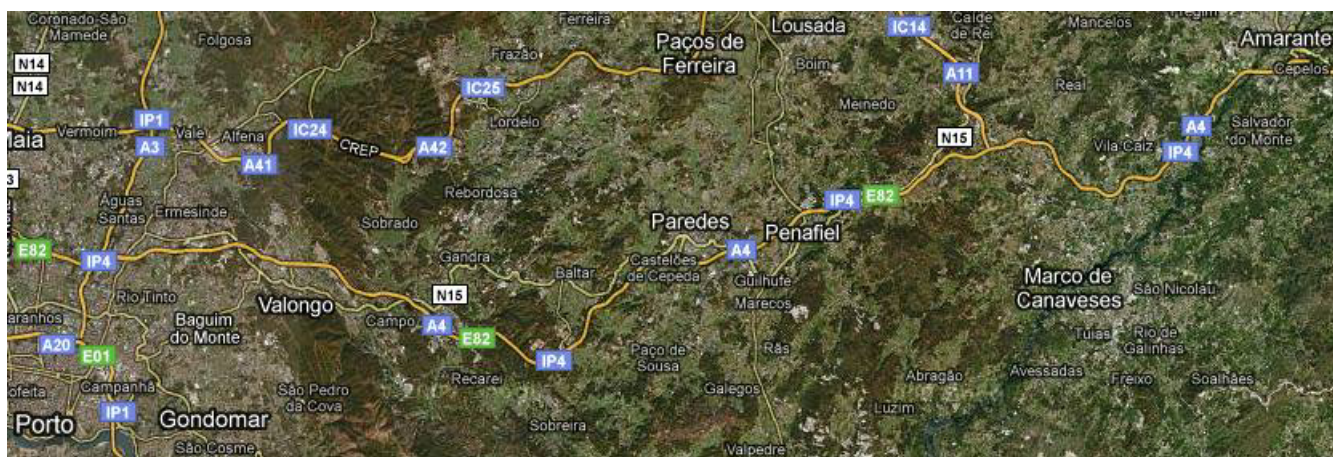 Coronado-São
Mamede
Folgosa
Ferreira
Frazão
Paços de
Ferreira
Lousada
Boim
IC14
Calde
de Rei
Mancelos
Amarante
Cepelos
N14
N14
IC25
A11
Real
Lordelo
Meinedo
IP1
Vermoim
Vale
Alfena
IC24
CREP
A42
N15
A4
Salvador
do Monte
Vila Caiz
IP4
A3
A41
Rebordosa
Águas
Santas
Ermesinde
Sobrado
Paredes
IP4
E82
Penafiel
E82
IP4
Gandra
Baltar
Castelões
de Cepeda
A4
Guilhufe
Marecos
Marco de
Canaveses
São Nicolau
Rio Tinto
Valongo
N15
Baguim
do Monte
Campo
A4
E82
IP4
Tuias
Rio de
Galinhas
A20
E01
Paço de
Sousa
Rãs
Recarei
Campanhã
São Pedro
da Cova
Galegos
Abragão
Avessadas
Freixo
Soalhães
IP1
Porto
Gondomar
Luzim
Sobreira
São Cosme
Valpedre